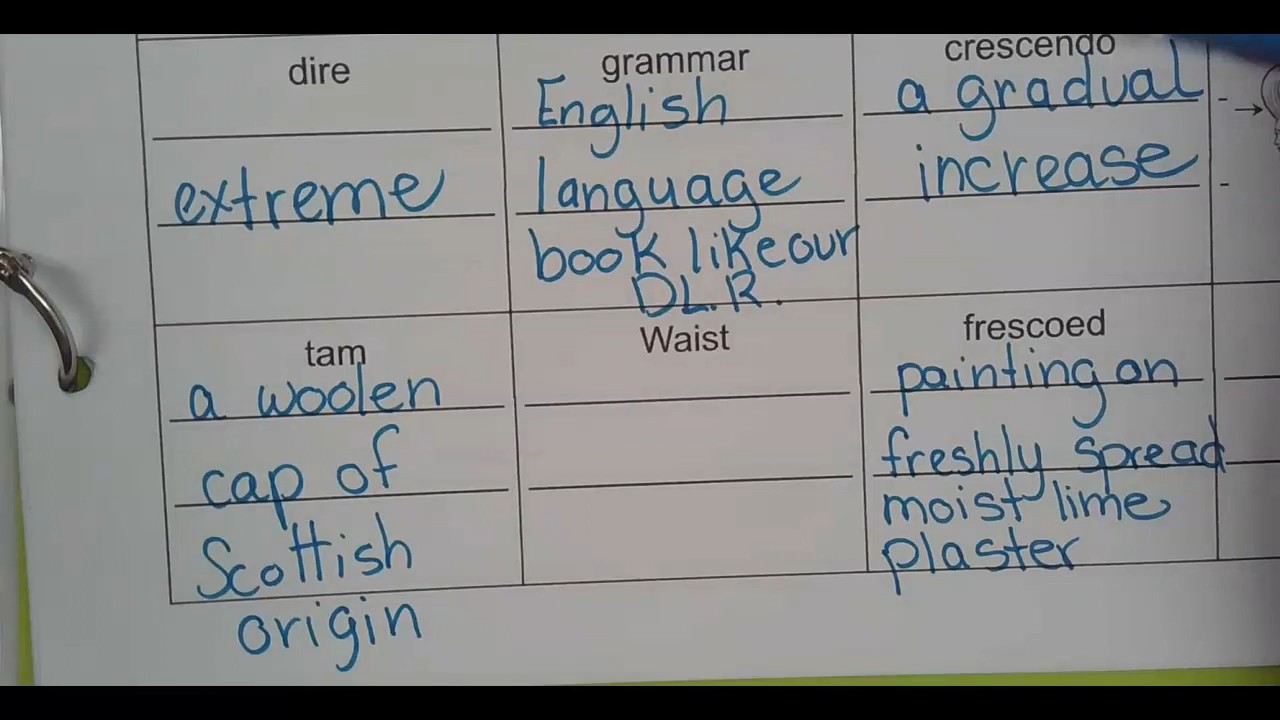 dire
extreme
grammar
English
language
book like our
D.L.R.
crescendo
a gradual
increase
tam
a woolen
cap of
Scottish
origin
Waist
frescoed
painting on
freshly spread
moist lime
plaster